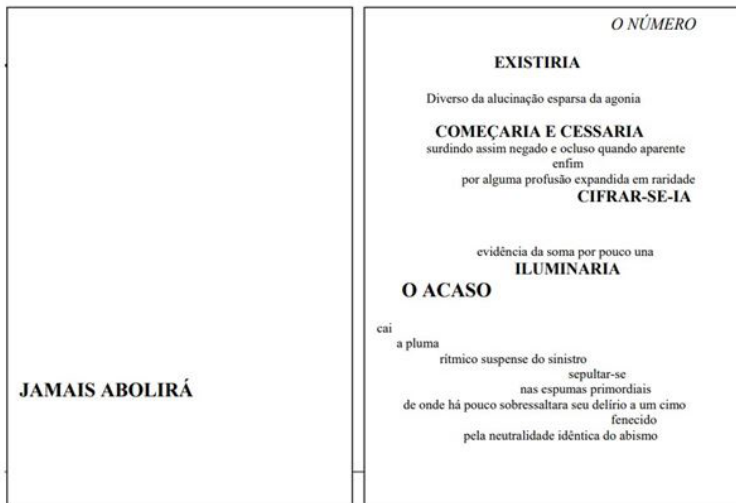 JAMAIS ABOLIRÁ
O NÚMERO
EXISTIRIA
Diverso da alucinação esparsa da agonia
COMEÇARIA E CESSARIA
surdindo assim negado e ocluso quando aparente
enfim
por alguma profusão expandida em raridade
CIFRAR-SE-IA
evidência da soma por pouco una
ILUMINARIA
O ACASO
cai
a pluma
rítmico suspense do sinistro
sepultar-se
nas espumas primordiais
de onde há pouco sobressaltara seu delírio a um cimo
fenecido
pela neutralidade idêntica do abismo